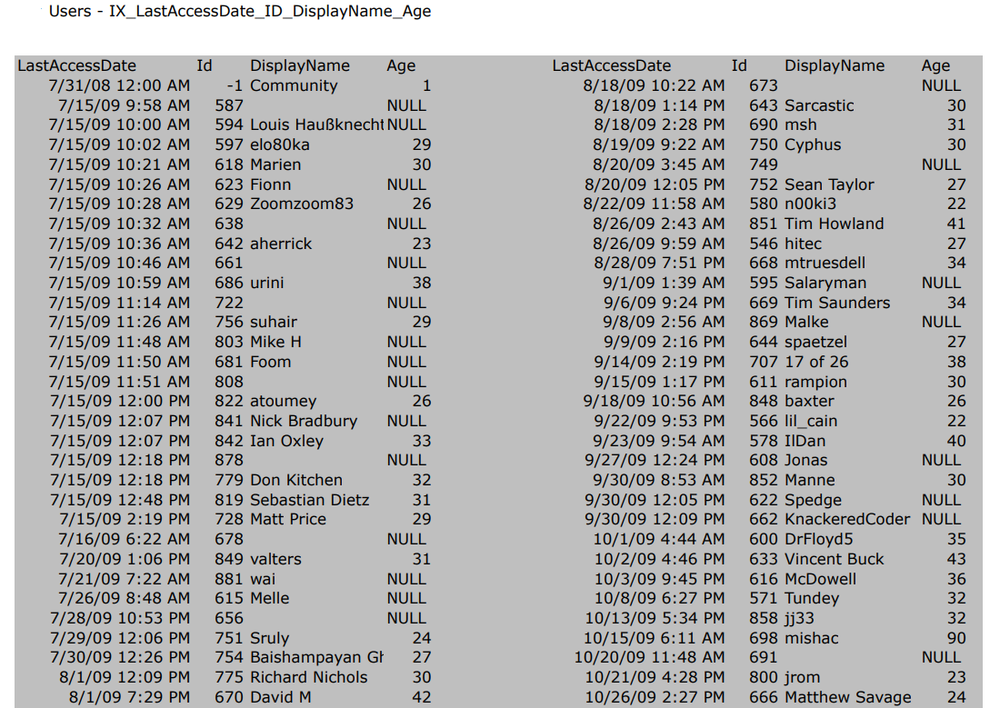 Users - IX_LastAccessDate_ID_DisplayName_Age
LastAccessDate Id DisplayName Age
7/31/08 12:00 AM -1 Community 1
7/15/09 9:58 AM 587 NULL
7/15/09 10:00 AM 594 Louis Haußknecht NULL
7/15/09 10:02 AM 597 elo80ka 29
7/15/09 10:21 AM 618 Marien 30
7/15/09 10:26 AM 623 Fionn NULL
7/15/09 10:28 AM 629 Zoomzoom83 26
7/15/09 10:32 AM 638 NULL
7/15/09 10:36 AM 642 aherrick 23
7/15/09 10:46 AM 661 NULL
7/15/09 10:59 AM 686 urini 38
7/15/09 11:14 AM 722 NULL
7/15/09 11:26 AM 756 suhair 29
7/15/09 11:48 AM 803 Mike H NULL
7/15/09 11:50 AM 681 Foom NULL
7/15/09 11:51 AM 808 NULL
7/15/09 12:00 PM 822 atoumey 26
7/15/09 12:07 PM 841 Nick Bradbury NULL
7/15/09 12:07 PM 842 Ian Oxley 33
7/15/09 12:18 PM 878 NULL
7/15/09 12:18 PM 779 Don Kitchen 32
7/15/09 12:48 PM 819 Sebastian Dietz 31
7/15/09 2:19 PM 728 Matt Price 29
7/16/09 6:22 AM 678 NULL
7/20/09 1:06 PM 849 valters 31
7/21/09 7:22 AM 881 wai NULL
7/26/09 8:48 AM 615 Melle NULL
7/28/09 10:53 PM 656 NULL
7/29/09 12:06 PM 751 Sruly 24
7/30/09 12:26 PM 754 Baishampayan Gh 27
8/1/09 12:09 PM 775 Richard Nichols 30
8/1/09 7:29 PM 670 David M 42
LastAccessDate Id DisplayName Age
8/18/09 10:22 AM 673 NULL
8/18/09 1:14 PM 643 Sarcastic 30
8/18/09 2:28 PM 690 msh 31
8/19/09 9:22 AM 750 Cyphus 30
8/20/09 3:45 AM 749 NULL
8/20/09 12:05 PM 752 Sean Taylor 27
8/22/09 11:58 AM 580 n00ki3 22
8/26/09 2:43 AM 851 Tim Howland 41
8/26/09 9:59 AM 546 hitec 27
8/28/09 7:51 PM 668 mtruesdell 34
9/1/09 1:39 AM 595 Salaryman NULL
9/6/09 9:24 PM 669 Tim Saunders 34
9/8/09 2:56 AM 869 Malke NULL
9/9/09 2:16 PM 644 spaetzel 27
9/14/09 2:19 PM 707 17 of 26 38
9/15/09 1:17 PM 611 rampion 30
9/18/09 10:56 AM 848 baxter 26
9/22/09 9:53 PM 566 lil_cain 22
9/23/09 9:54 AM 578 IlDan 40
9/27/09 12:24 PM 608 Jonas NULL
9/30/09 8:53 AM 852 Manne 30
9/30/09 12:05 PM 622 Spedge NULL
9/30/09 12:09 PM 662 KnackeredCoder NULL
10/1/09 4:44 AM 600 DrFloyd5 35
10/2/09 4:46 PM 633 Vincent Buck 43
10/3/09 9:45 PM 616 McDowell 36
10/8/09 6:27 PM 571 Tundey 32
10/13/09 5:34 PM 858 jj33 32
10/15/09 6:11 AM 698 mishac 90
10/20/09 11:48 AM 691 NULL
10/21/09 4:28 PM 800 jrom 23
10/26/09 2:27 PM 666 Matthew Savage 24